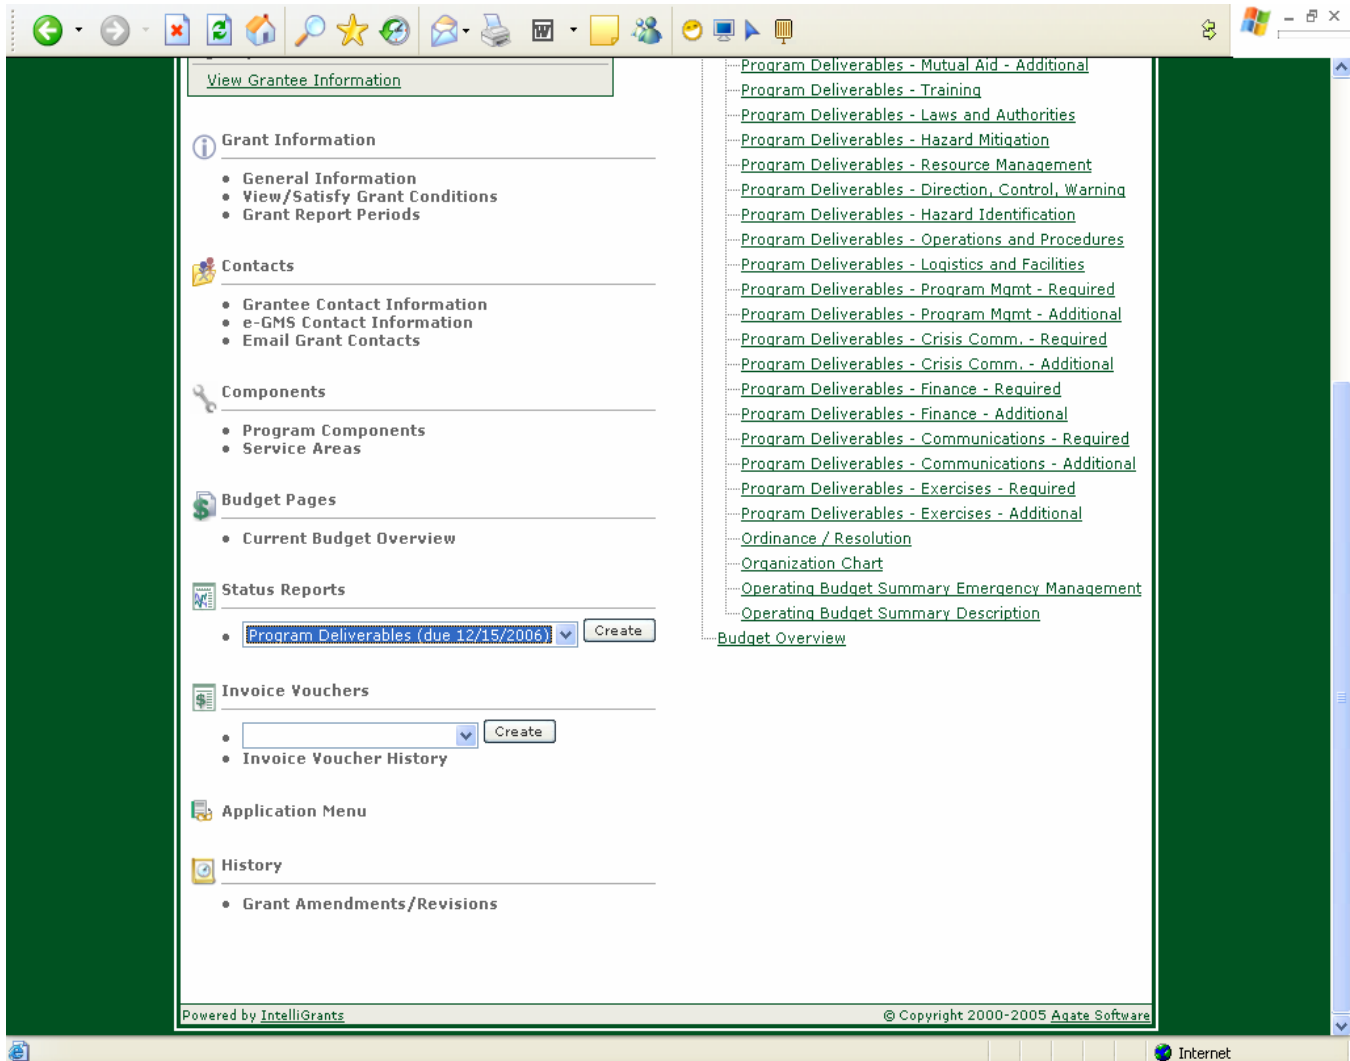 View Grantee Information
Grant Information
General Information
View/Satisfy Grant Conditions
Grant Report Periods
Contacts
Grantee Contact Information
e-GMS Contact Information
Email Grant Contacts
Components
Program Components
Service Areas
Budget Pages
Current Budget Overview
Status Reports
Program Deliverables (due 12/15/2006) Create
Invoice Vouchers
Create
Invoice Voucher History
Application Menu
History
Grant Amendments/Revisions
Program Deliverables - Mutual Aid - Additional
Program Deliverables - Training
Program Deliverables - Laws and Authorities
Program Deliverables - Hazard Mitigation
Program Deliverables - Resource Management
Program Deliverables - Direction, Control, Warning
Program Deliverables - Hazard Identification
Program Deliverables - Operations and Procedures
Program Deliverables - Logistics and Facilities
Program Deliverables - Program Mgmt - Required
Program Deliverables - Program Mgmt - Additional
Program Deliverables - Crisis Comm. - Required
Program Deliverables - Crisis Comm. - Additional
Program Deliverables - Finance - Required
Program Deliverables - Finance - Additional
Program Deliverables - Communications - Required
Program Deliverables - Communications - Additional
Program Deliverables - Exercises - Required
Program Deliverables - Exercises - Additional
Ordinance / Resolution
Organization Chart
Operating Budget Summary Emergency Management
Operating Budget Summary Description
Budget Overview
Powered by IntelliGrants
© Copyright 2000-2005 Agate Software
Internet